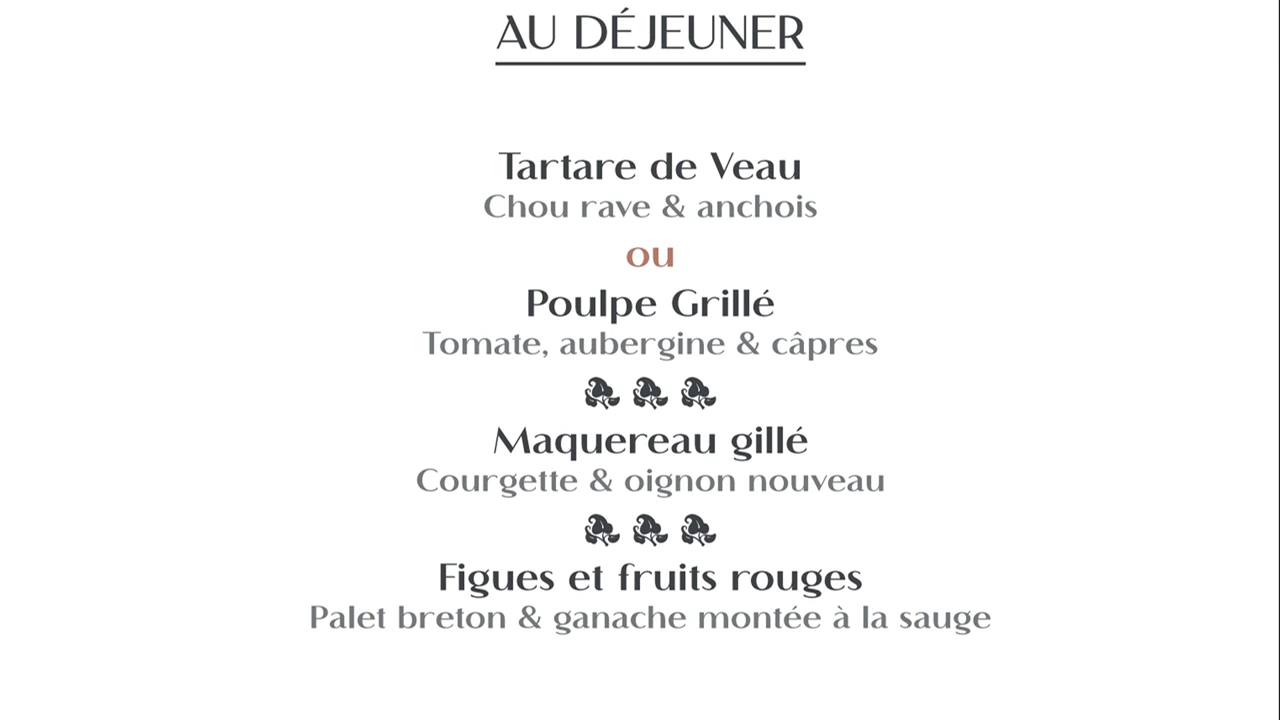 AU DÉJEUNER
Tartare de Veau
Chou rave & anchois
ou
Poulpe Grillé
Tomate, aubergine & câpres
Maquereau gillé
Courgette & oignon nouveau
Figues et fruits rouges
Palet breton & ganache montée à la sauge